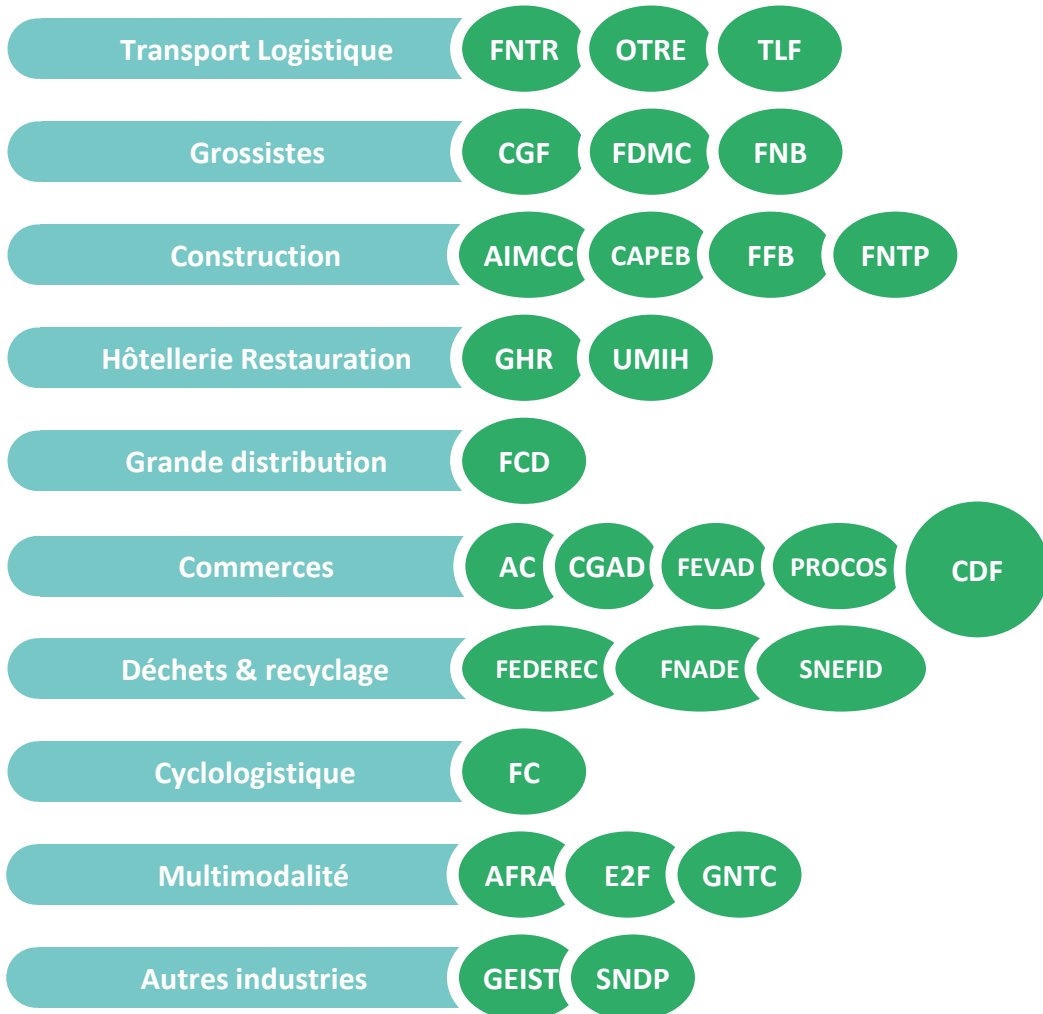 Transport Logistique FNTR OTRE TLF
Grossistes CGF FDMC FNB
Construction AIMCC CAPEB FFB FNTP
Hôtellerie Restauration GHR UMIH
Grande distribution FCD
Commerces AC CGAD FEVAD PROCOS CDF
Déchets & recyclage FEDEREC FNADE SNEFID
Cyclologistique FC
Multimodalité AFRA E2F GNTC
Autres industries GEIST SNDP